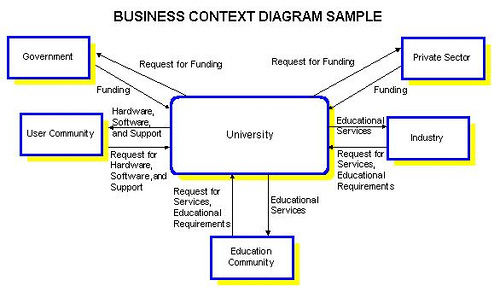 BUSINESS CONTEXT DIAGRAM SAMPLE
Government
Request for Funding
Request for Funding
Private Sector
Funding
Funding
Hardware,
Software,
and Support
User Community
University
Educational
Services
Industry
Request for
Hardware,
Software,and
Support
Request for
Services,
Educational
Requirements
Request for
Services,
Educational
Requirements
Educational
Services
Education
Community